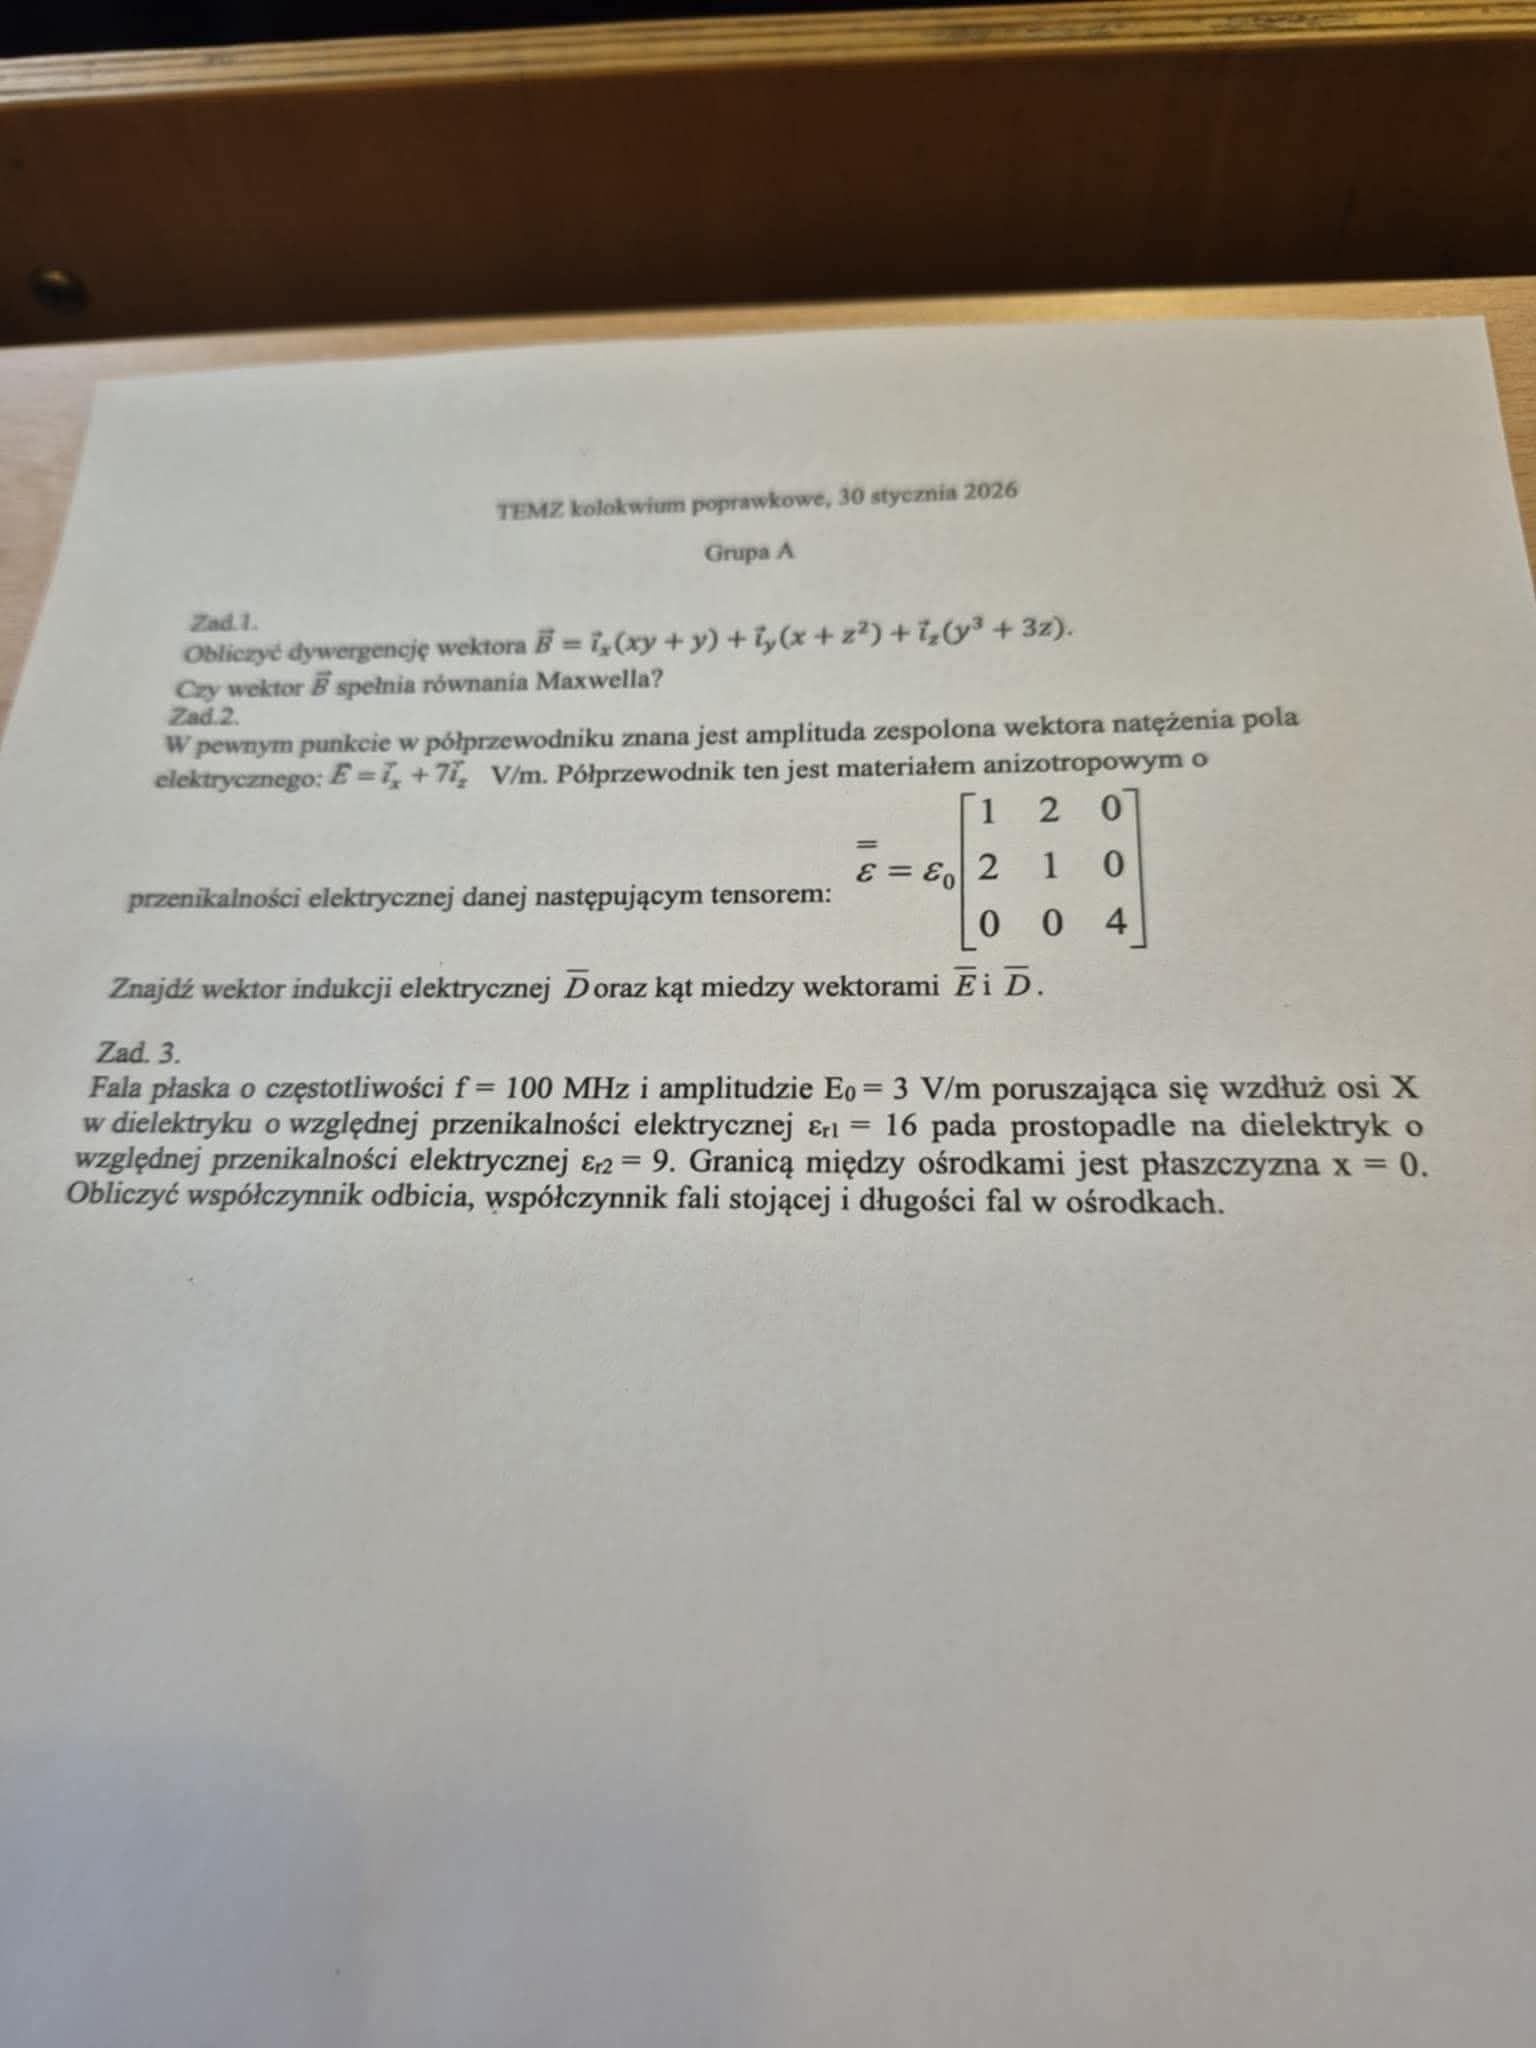 TEMZ kolokwium poprawkowe, 30 stycznia 2026
Grupa A
Zad.1.
Obliczyć dywergencję wektora B⃗ = i⃗ₓ(xy + y) + i⃗ᵧ(x + z²) + i⃗_z(y³ + 3z).
Czy wektor B⃗ spełnia równania Maxwella?
Zad.2.
W pewnym punkcie w półprzewodniku znana jest amplituda zespolona wektora natężenia pola
elektrycznego: E̅ = i⃗ₓ + 7i⃗_z V/m. Półprzewodnik ten jest materiałem anizotropowym o
przenikalności elektrycznej danej następującym tensorem: ε̿ = ε₀ [1 2 0
2 1 0
0 0 4]
Znajdź wektor indukcji elektrycznej D̅ oraz kąt miedzy wektorami E̅ i D̅.
Zad. 3.
Fala płaska o częstotliwości f = 100 MHz i amplitudzie E₀ = 3 V/m poruszająca się wzdłuż osi X
w dielektryku o względnej przenikalności elektrycznej εr1 = 16 pada prostopadle na dielektryk o
względnej przenikalności elektrycznej εr2 = 9. Granicą między ośrodkami jest płaszczyzna x = 0.
Obliczyć współczynnik odbicia, współczynnik fali stojącej i długości fal w ośrodkach.